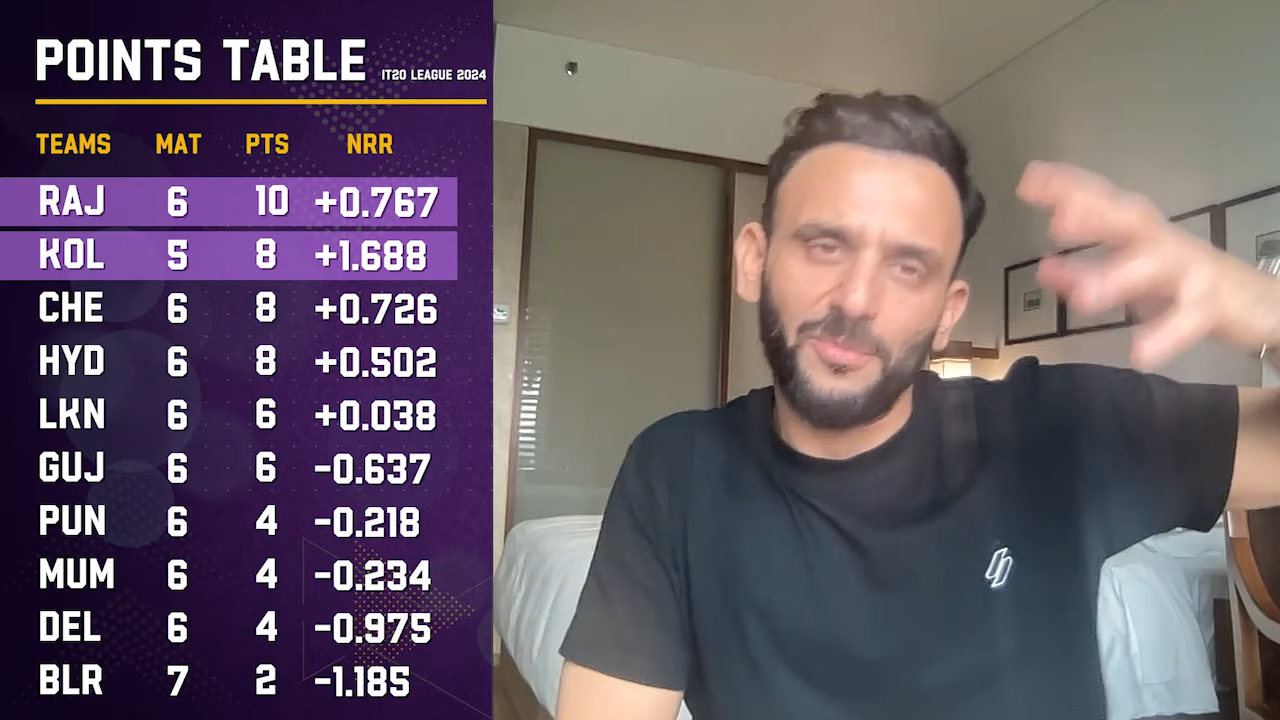 POINTS TABLE IT20 LEAGUE 2024
TEAMS MAT PTS NRR
RAJ 6 10 +0.767
KOL 5 8 +1.688
CHE 6 8 +0.726
HYD 6 8 +0.502
LKN 6 6 +0.038
GUJ 6 6 -0.637
PUN 6 4 -0.218
MUM 6 4 -0.234
DEL 6 4 -0.975
BLR 7 2 -1.185